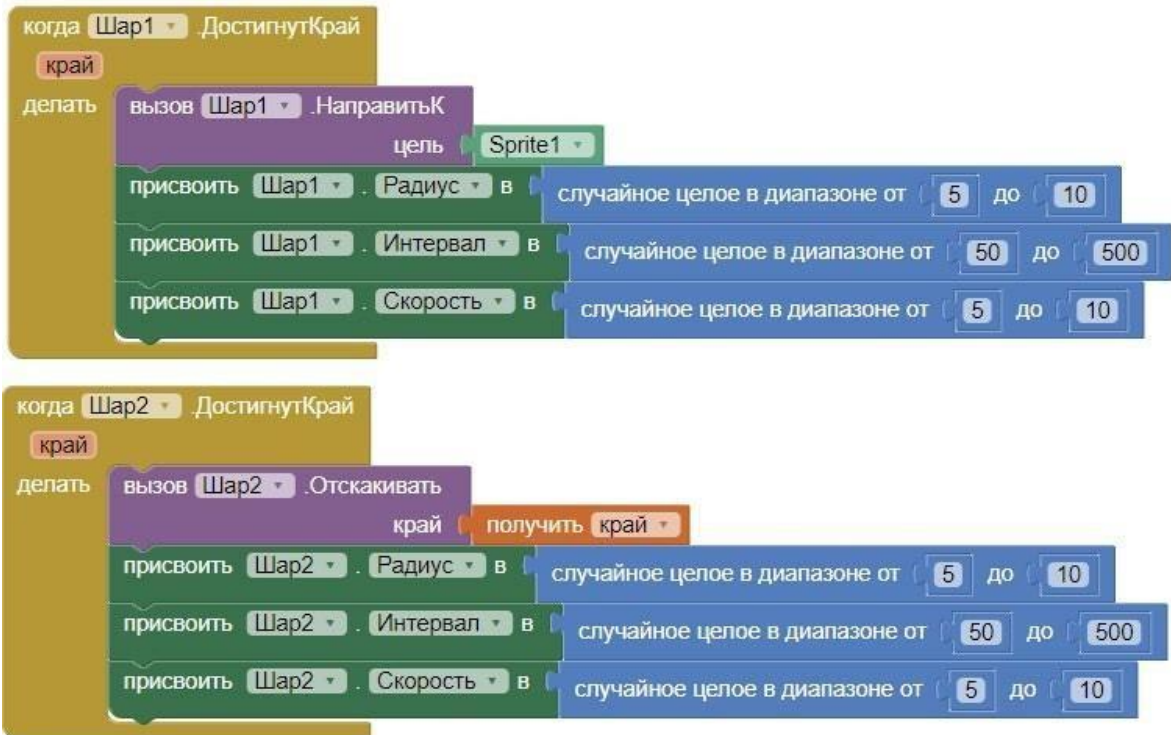 когда Шар1 .ДостигнутКрай
край
делать вызов Шар1 .НаправитьК
цель Sprite1
присвоить Шар1 . Радиус в случайное целое в диапазоне от 5 до 10
присвоить Шар1 . Интервал в случайное целое в диапазоне от 50 до 500
присвоить Шар1 . Скорость в случайное целое в диапазоне от 5 до 10
когда Шар2 .ДостигнутКрай
край
делать вызов Шар2 .Отскакивать
край получить край
присвоить Шар2 . Радиус в случайное целое в диапазоне от 5 до 10
присвоить Шар2 . Интервал в случайное целое в диапазоне от 50 до 500
присвоить Шар2 . Скорость в случайное целое в диапазоне от 5 до 10